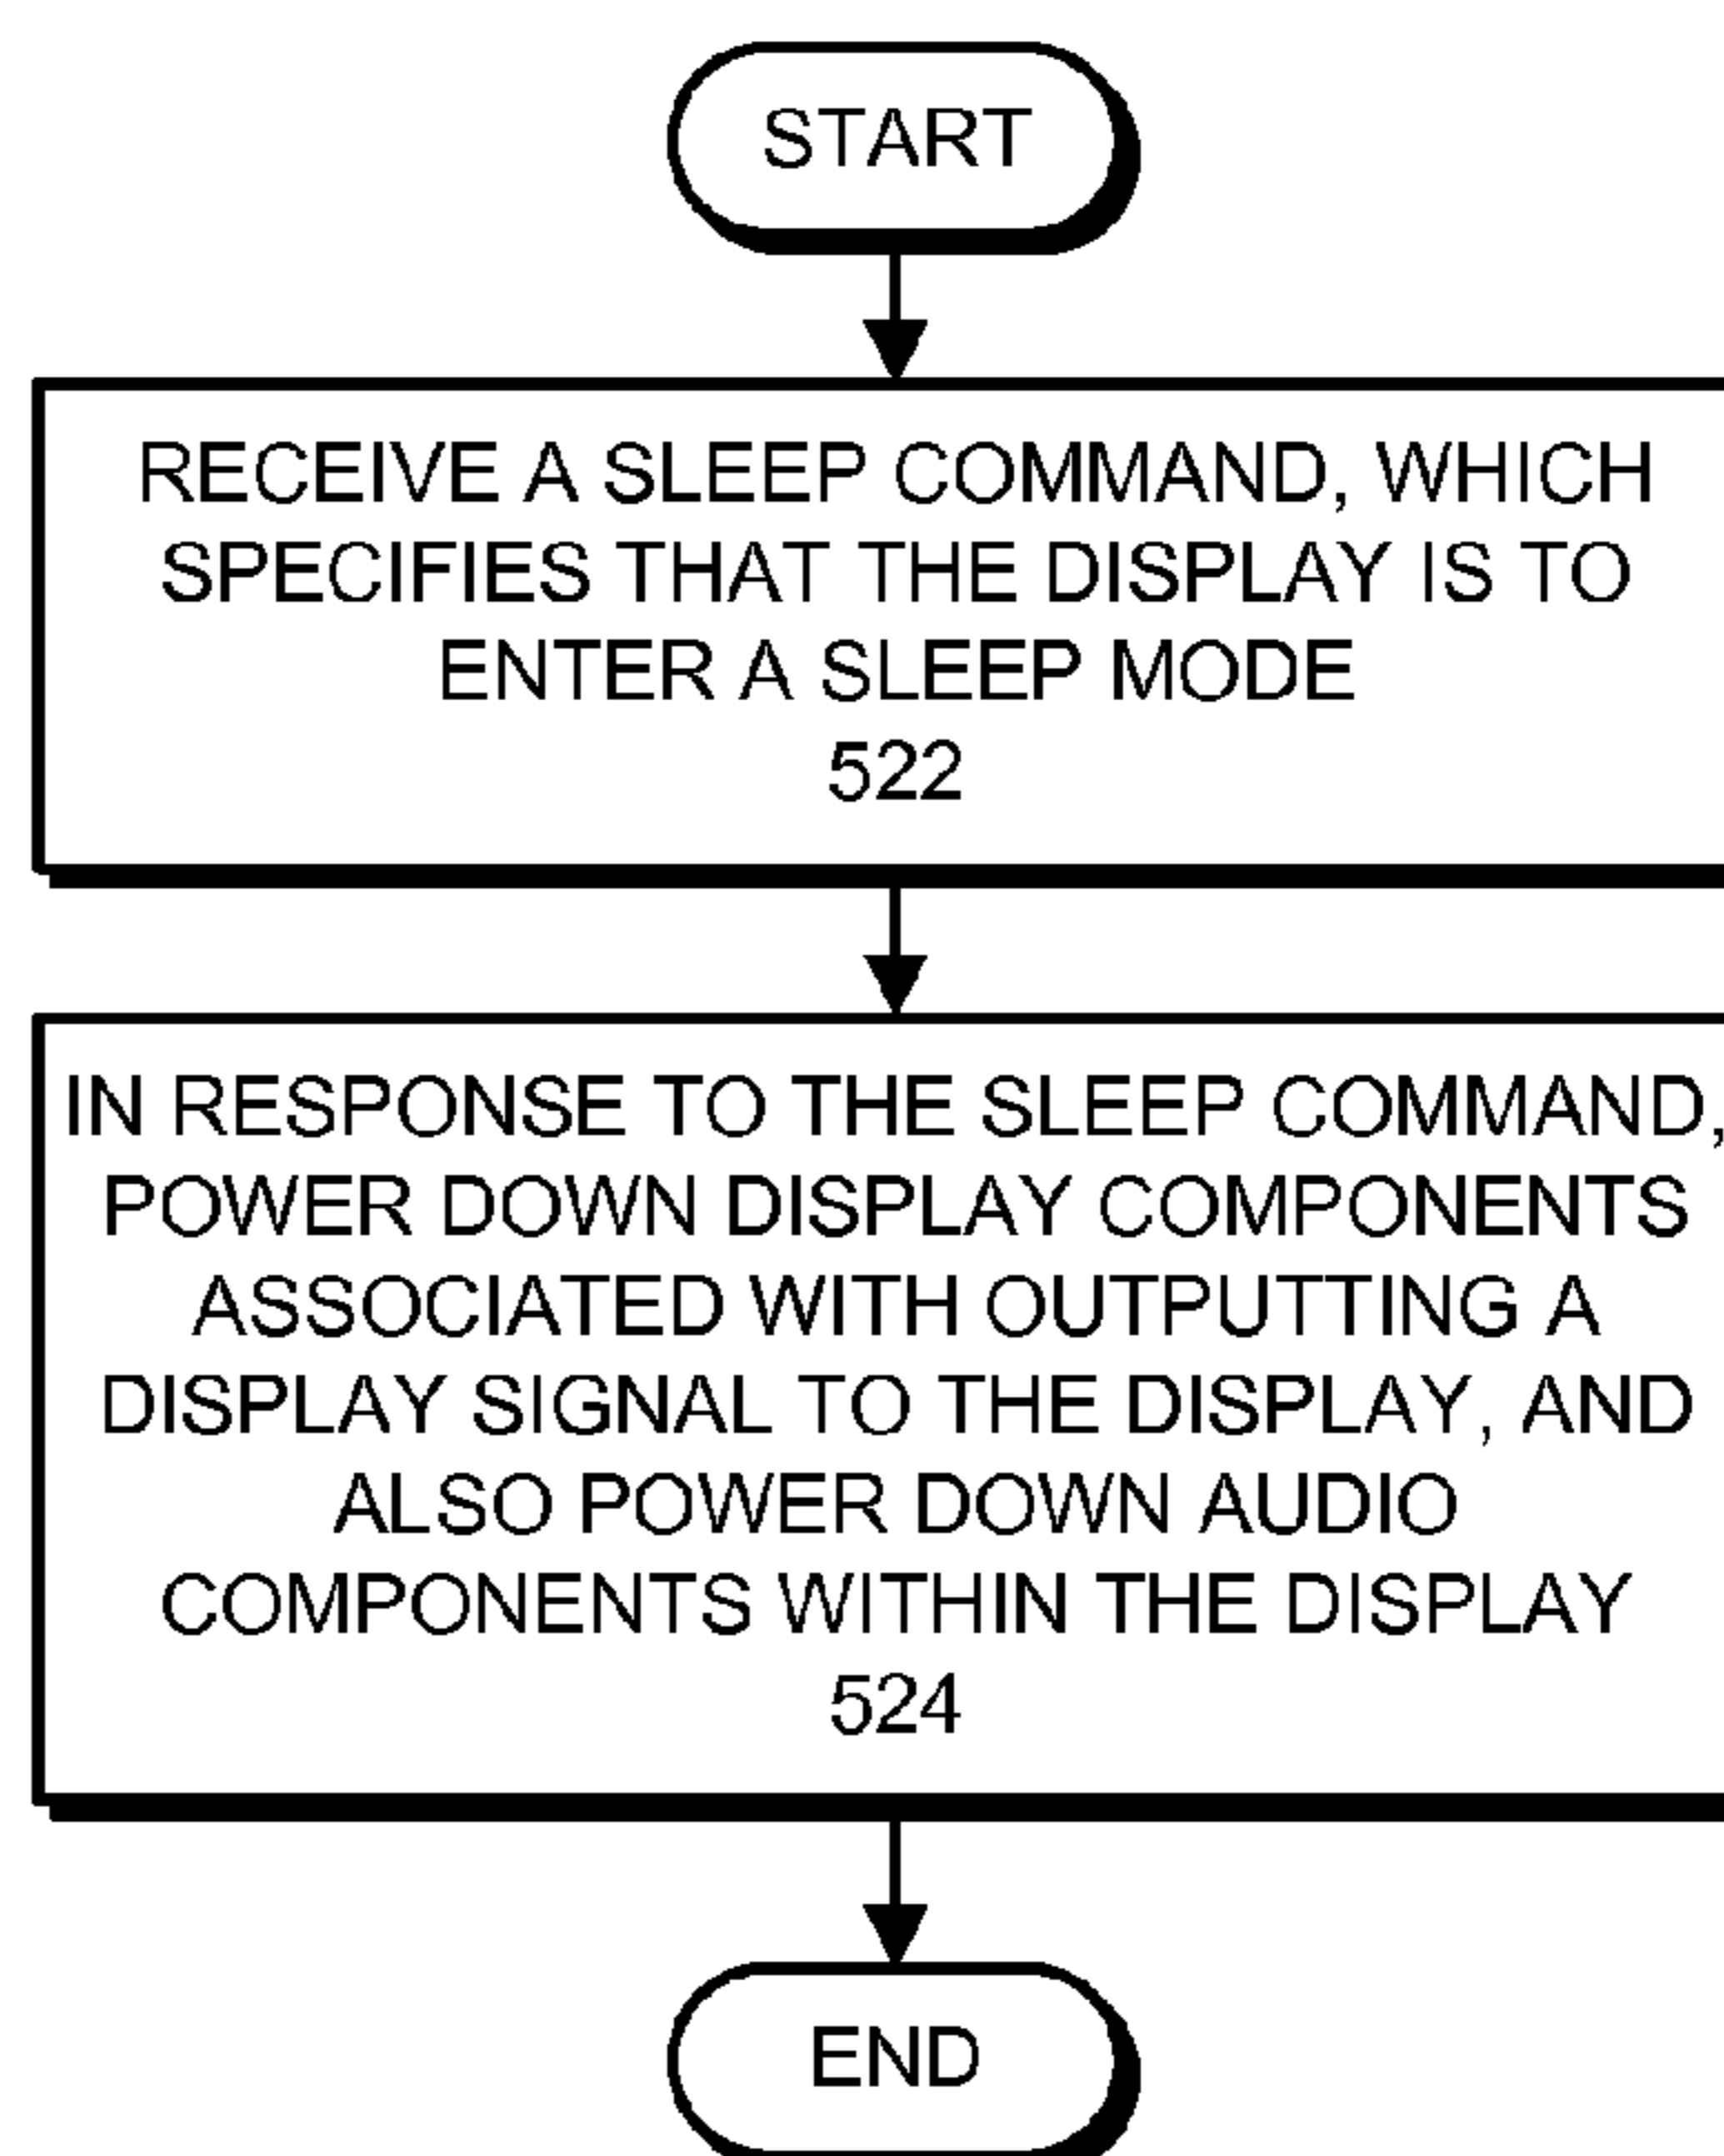 START
RECEIVE A SLEEP COMMAND, WHICH
SPECIFIES THAT THE DISPLAY IS TO
ENTER A SLEEP MODE
522
IN RESPONSE TO THE SLEEP COMMAND,
POWER DOWN DISPLAY COMPONENTS
ASSOCIATED WITH OUTPUTTING A
DISPLAY SIGNAL TO THE DISPLAY, AND
ALSO POWER DOWN AUDIO
COMPONENTS WITHIN THE DISPLAY
524
END